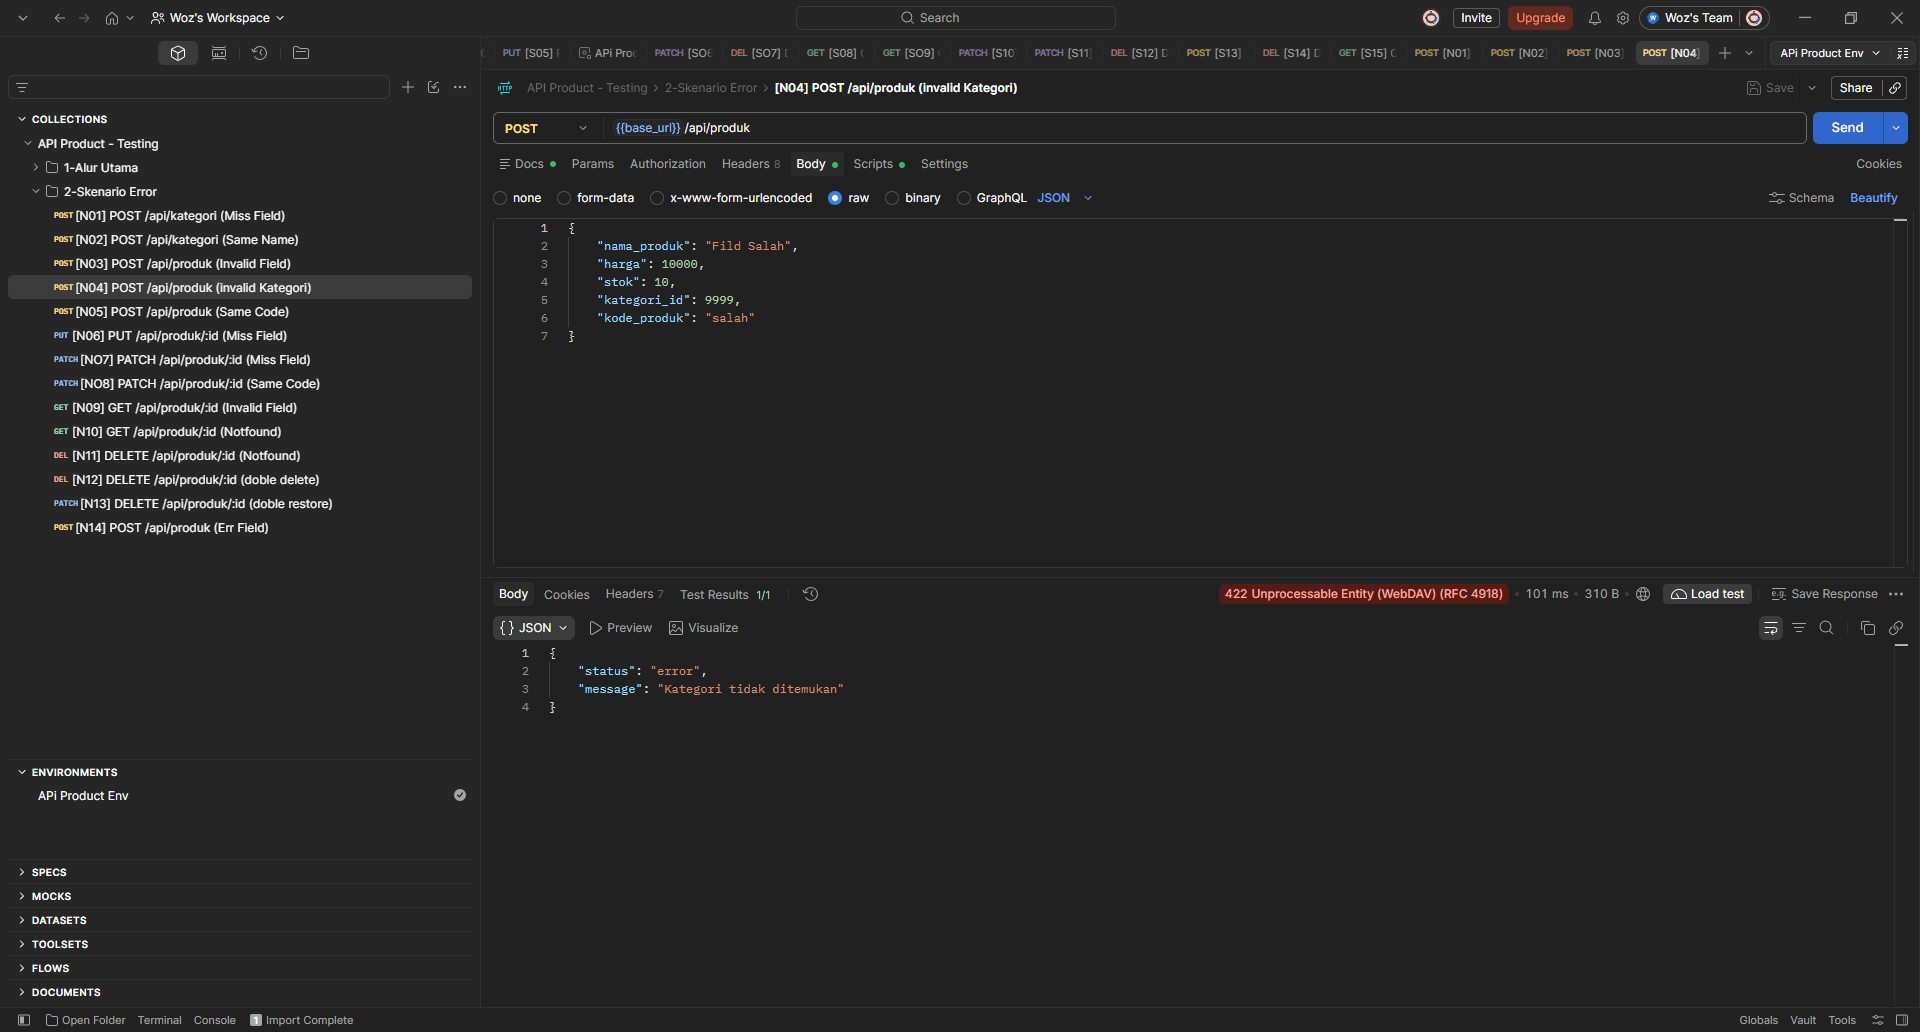 Woz's Workspace
Search
Invite
Upgrade
Woz's Team
PUT [S05]
APi Pro
PATCH [SO6
DEL [SO7]
GET [S08]
GET [SO9]
PATCH [S10
PATCH [S11]
DEL [S12]
POST [S13]
DEL [S14]
GET [S15]
POST [N01]
POST [N02]
POST [N03]
POST [N04]
APi Product Env
COLLECTIONS
API Product - Testing
1-Alur Utama
2-Skenario Error
POST [N01] POST /api/kategori (Miss Field)
POST [N02] POST /api/kategori (Same Name)
POST [N03] POST /api/produk (Invalid Field)
POST [N04] POST /api/produk (invalid Kategori)
POST [N05] POST /api/produk (Same Code)
PUT [N06] PUT /api/produk/:id (Miss Field)
PATCH [NO7] PATCH /api/produk/:id (Miss Field)
PATCH [NO8] PATCH /api/produk/:id (Same Code)
GET [N09] GET /api/produk/:id (Invalid Field)
GET [N10] GET /api/produk/:id (Notfound)
DEL [N11] DELETE /api/produk/:id (Notfound)
DEL [N12] DELETE /api/produk/:id (doble delete)
PATCH [N13] DELETE /api/produk/:id (doble restore)
POST [N14] POST /api/produk (Err Field)
ENVIRONMENTS
APi Product Env
SPECS
MOCKS
DATASETS
TOOLSETS
FLOWS
DOCUMENTS
HTTP API Product - Testing > 2-Skenario Error > [N04] POST /api/produk (invalid Kategori)
Save
Share
POST {{base_url}} /api/produk
Send
Docs Params Authorization Headers 8 Body Scripts Settings
Cookies
none form-data x-www-form-urlencoded raw binary GraphQL JSON
Schema Beautify
1 {
2 "nama_produk": "Fild Salah",
3 "harga": 10000,
4 "stok": 10,
5 "kategori_id": 9999,
6 "kode_produk": "salah"
7 }
Body Cookies Headers 7 Test Results 1/1
422 Unprocessable Entity (WebDAV) (RFC 4918) • 101 ms • 310 B
Load test
e.g. Save Response
{} JSON Preview Visualize
1 {
2 "status": "error",
3 "message": "Kategori tidak ditemukan"
4 }
Open Folder Terminal Console 1 Import Complete
Globals Vault Tools